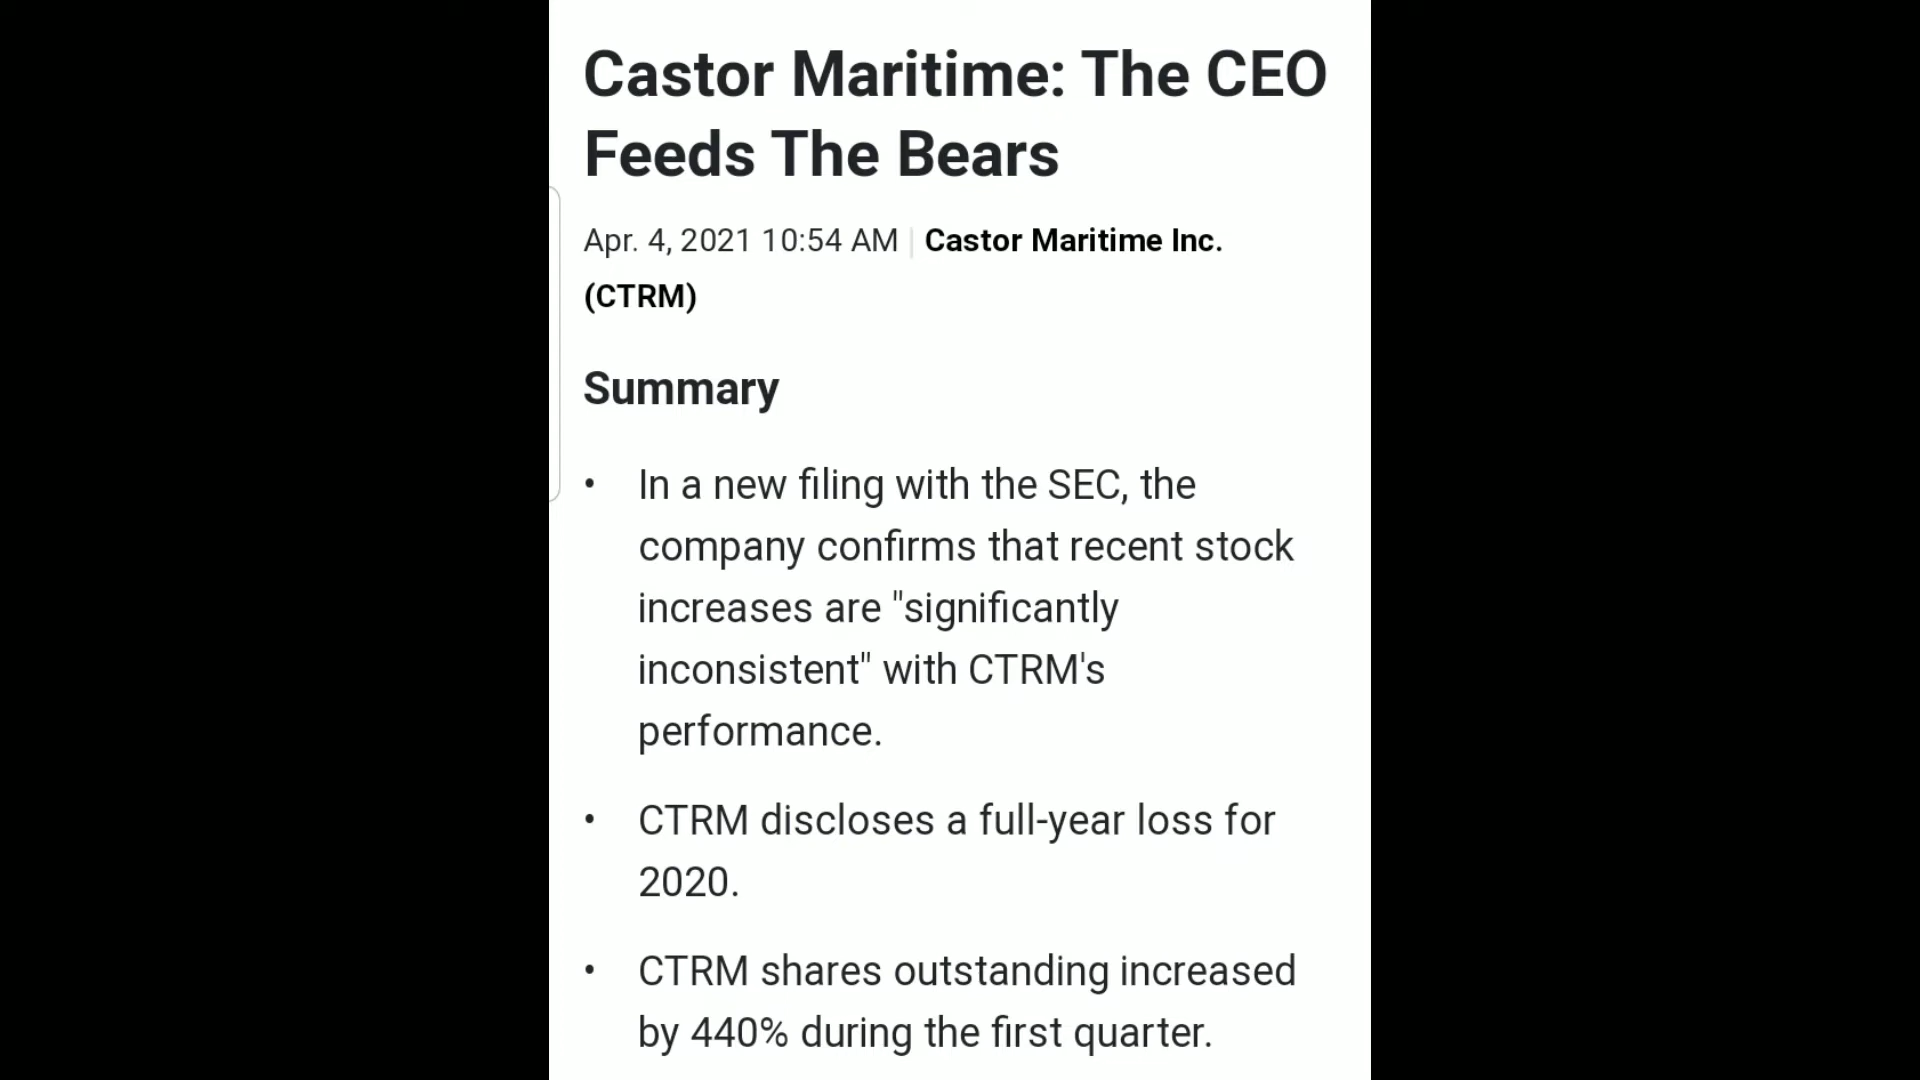 Castor Maritime: The CEO
Feeds The Bears
Apr. 4, 2021 10:54 AM | Castor Maritime Inc.
(CTRM)
Summary
• In a new filing with the SEC, the
company confirms that recent stock
increases are "significantly
inconsistent" with CTRM's
performance.
• CTRM discloses a full-year loss for
2020.
• CTRM shares outstanding increased
by 440% during the first quarter.